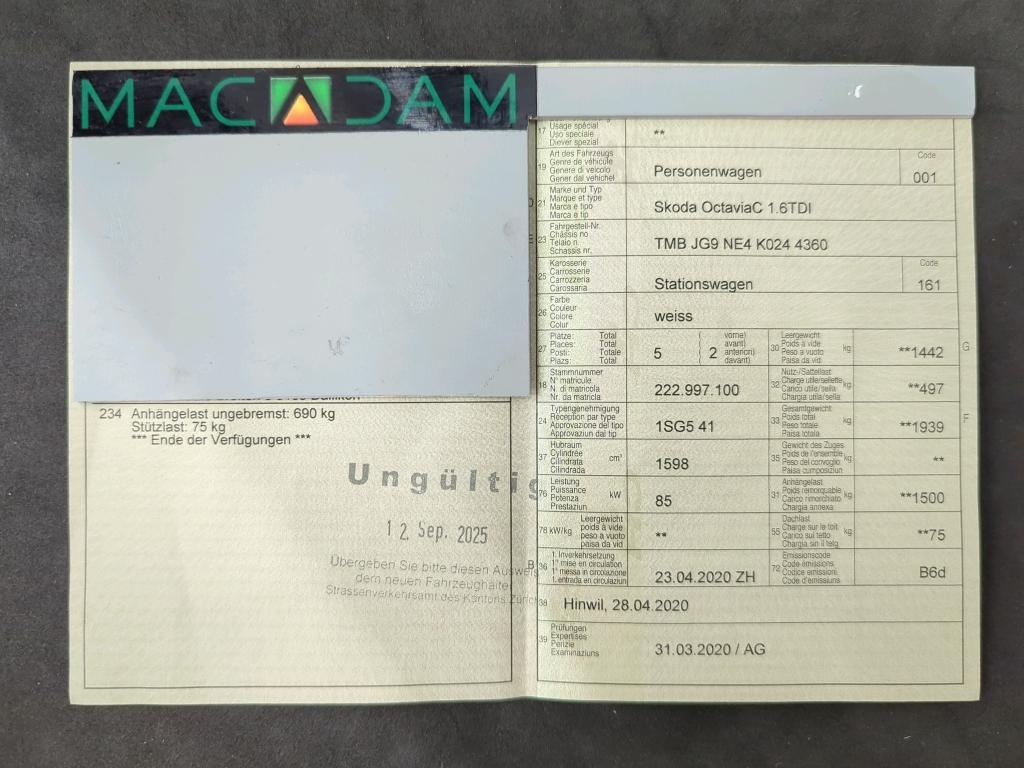 MACADAM
234 Anhängelast ungebremst: 690 kg
Stützlast: 75 kg
*** Ende der Verfügungen ***
Ungültig
12. Sep. 2025
Übergeben Sie bitte diesen Ausweis
dem neuen Fahrzeughalter
Strassenverkehrsamt des Kantons Zürich
17 Usage spécial
Uso speciale
Diever spezial
**
19 Art des Fahrzeugs
Genre de véhicule
Genere di veicolo
Gener dal vehichel
Personenwagen
Code
001
21 Marke und Typ
Marque et type
Marca e tipo
Marca e tip
Skoda OctaviaC 1.6TDI
23 Fahrgestell-Nr.
Châssis no
Telaio n.
Schassis nr.
TMB JG9 NE4 K024 4360
25 Karosserie
Carrosserie
Carrozzeria
Carossaria
Stationswagen
Code
161
26 Farbe
Couleur
Colore
Colur
weiss
27 Plätze: Total
Places: Total
Posti: Totale
Plazs: Total
5 ( 2 vorne)
avant)
anteriori)
davant)
30 Leergewicht
Poids à vide
Peso a vuoto
Paisa da vid
kg
**1442
G
18 Stammnummer
N° matricule
N. di matricola
Nr. da matricla
222.997.100
32 Nutz-/Sattellast
Charge utile/sellette
Carico utile/sella
Chargia utila/sella
kg
**497
24 Typengenehmigung
Réception par type
Approvazione del tipo
Approvaziun dal tip
1SG5 41
33 Gesamtgewicht
Poids total
Peso totale
Paisa totala
kg
**1939
F
37 Hubraum
Cylindrée
Cilindrata
Cilindrada
cm³
1598
35 Gewicht des Zuges
Poids de l'ensemble
Peso del convoglio
Paisa cumposiziun
kg
**
76 Leistung
Puissance
Potenza
Prestaziun
kW
85
31 Anhängelast
Poids remorquable
Carico rimorchiato
Chargia annexa
kg
**1500
78 kW/kg Leergewicht
poids à vide
peso a vuoto
paisa da vid
**
55 Dachlast
Charge sur le toit
Carico sul tetto
Chargia sin il tetg
kg
**75
B
36 1. Inverkehrsetzung
1re mise en circulation
1a messa in circolazione
1. entrada en circulaziun
23.04.2020 ZH
72 Emissionscode
Code émissions
Codice emissioni
Code d'emissiuns
B6d
38 Hinwil, 28.04.2020
39 Prüfungen
Expertises
Perizie
Examinaziuns
31.03.2020 / AG